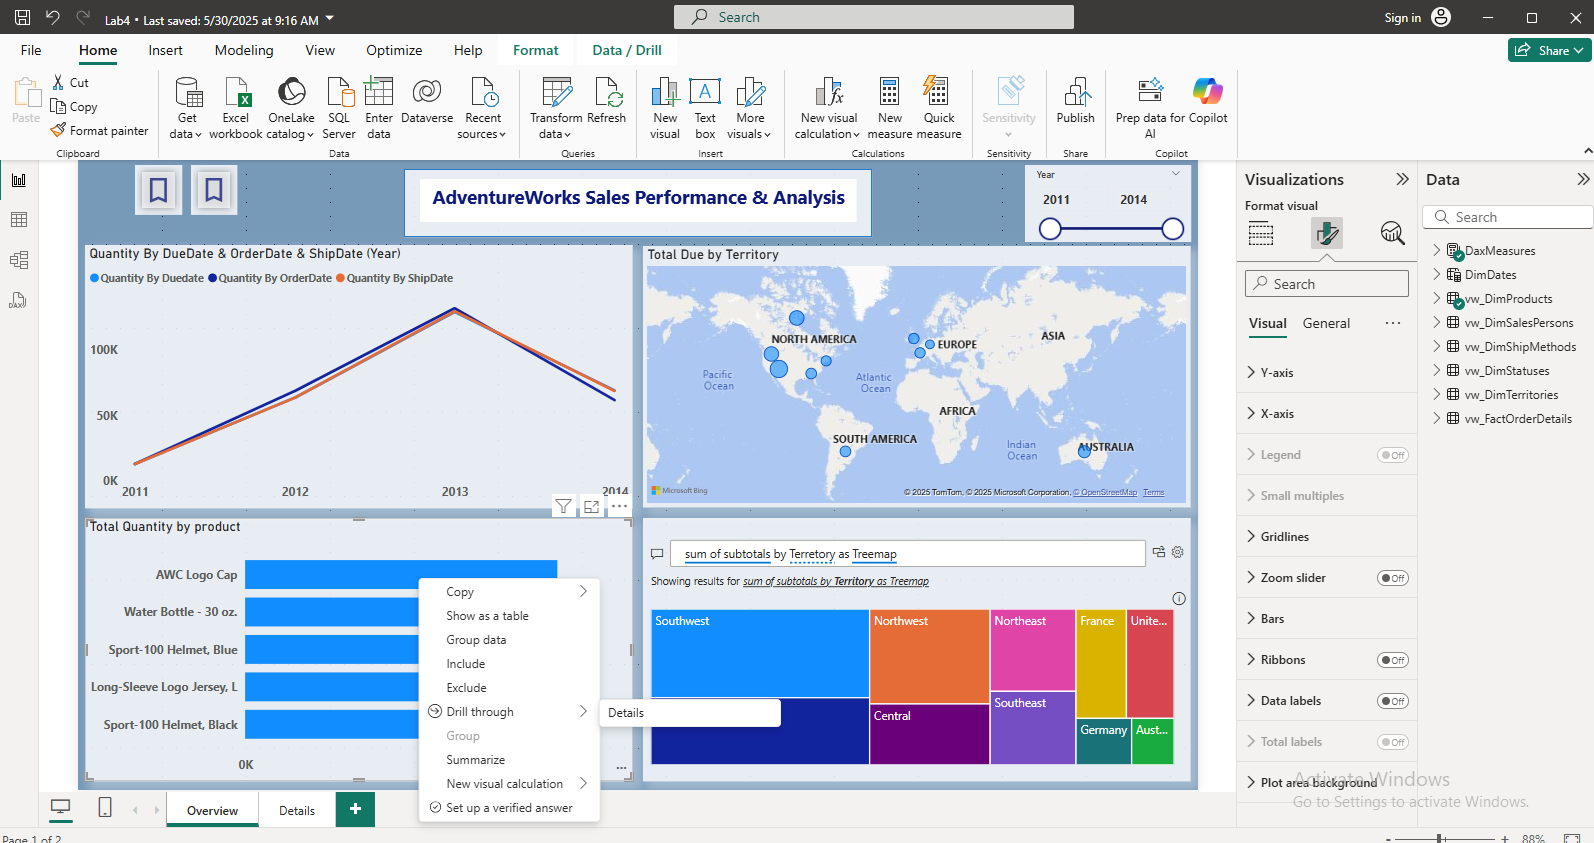 Lab4 • Last saved: 5/30/2025 at 9:16 AM
Search
Sign in
File Home Insert Modeling View Optimize Help Format Data / Drill
Share
Paste
Cut
Copy
Format painter
Clipboard
Get data
Excel workbook
OneLake catalog
SQL Server
Enter data
Dataverse
Recent sources
Data
Transform data
Refresh
Queries
New visual
Text box
More visuals
Insert
New visual calculation
New measure
Quick measure
Calculations
Sensitivity
Sensitivity
Publish
Share
Prep data for AI
Copilot
Copilot
AdventureWorks Sales Performance & Analysis
Year
2011 2014
Quantity By DueDate & OrderDate & ShipDate (Year)
Quantity By Duedate Quantity By OrderDate Quantity By ShipDate
100K
50K
0K
2011 2012 2013 2014
Total Due by Territory
NORTH AMERICA
EUROPE
ASIA
Pacific Ocean
Atlantic Ocean
AFRICA
SOUTH AMERICA
Indian Ocean
AUSTRALIA
Microsoft Bing
© 2025 TomTom, © 2025 Microsoft Corporation, © OpenStreetMap Terms
Total Quantity by product
AWC Logo Cap
Water Bottle - 30 oz.
Sport-100 Helmet, Blue
Long-Sleeve Logo Jersey, L
Sport-100 Helmet, Black
0K
Copy
Show as a table
Group data
Include
Exclude
Drill through
Details
Group
Summarize
New visual calculation
Set up a verified answer
sum of subtotals by Terretory as Treemap
Showing results for sum of subtotals by Territory as Treemap
Southwest
Northwest
Central
Northeast
Southeast
France
Unite...
Germany
Aust...
Visualizations
Format visual
Search
Visual General
Y-axis
X-axis
Legend Off
Small multiples
Gridlines
Zoom slider Off
Bars
Ribbons Off
Data labels Off
Total labels Off
Plot area background
Data
Search
DaxMeasures
DimDates
vw_DimProducts
vw_DimSalesPersons
vw_DimShipMethods
vw_DimStatuses
vw_DimTerritories
vw_FactOrderDetails
Activate Windows
Go to Settings to activate Windows.
Overview
Details
+
Page 1 of 2
- + 88%